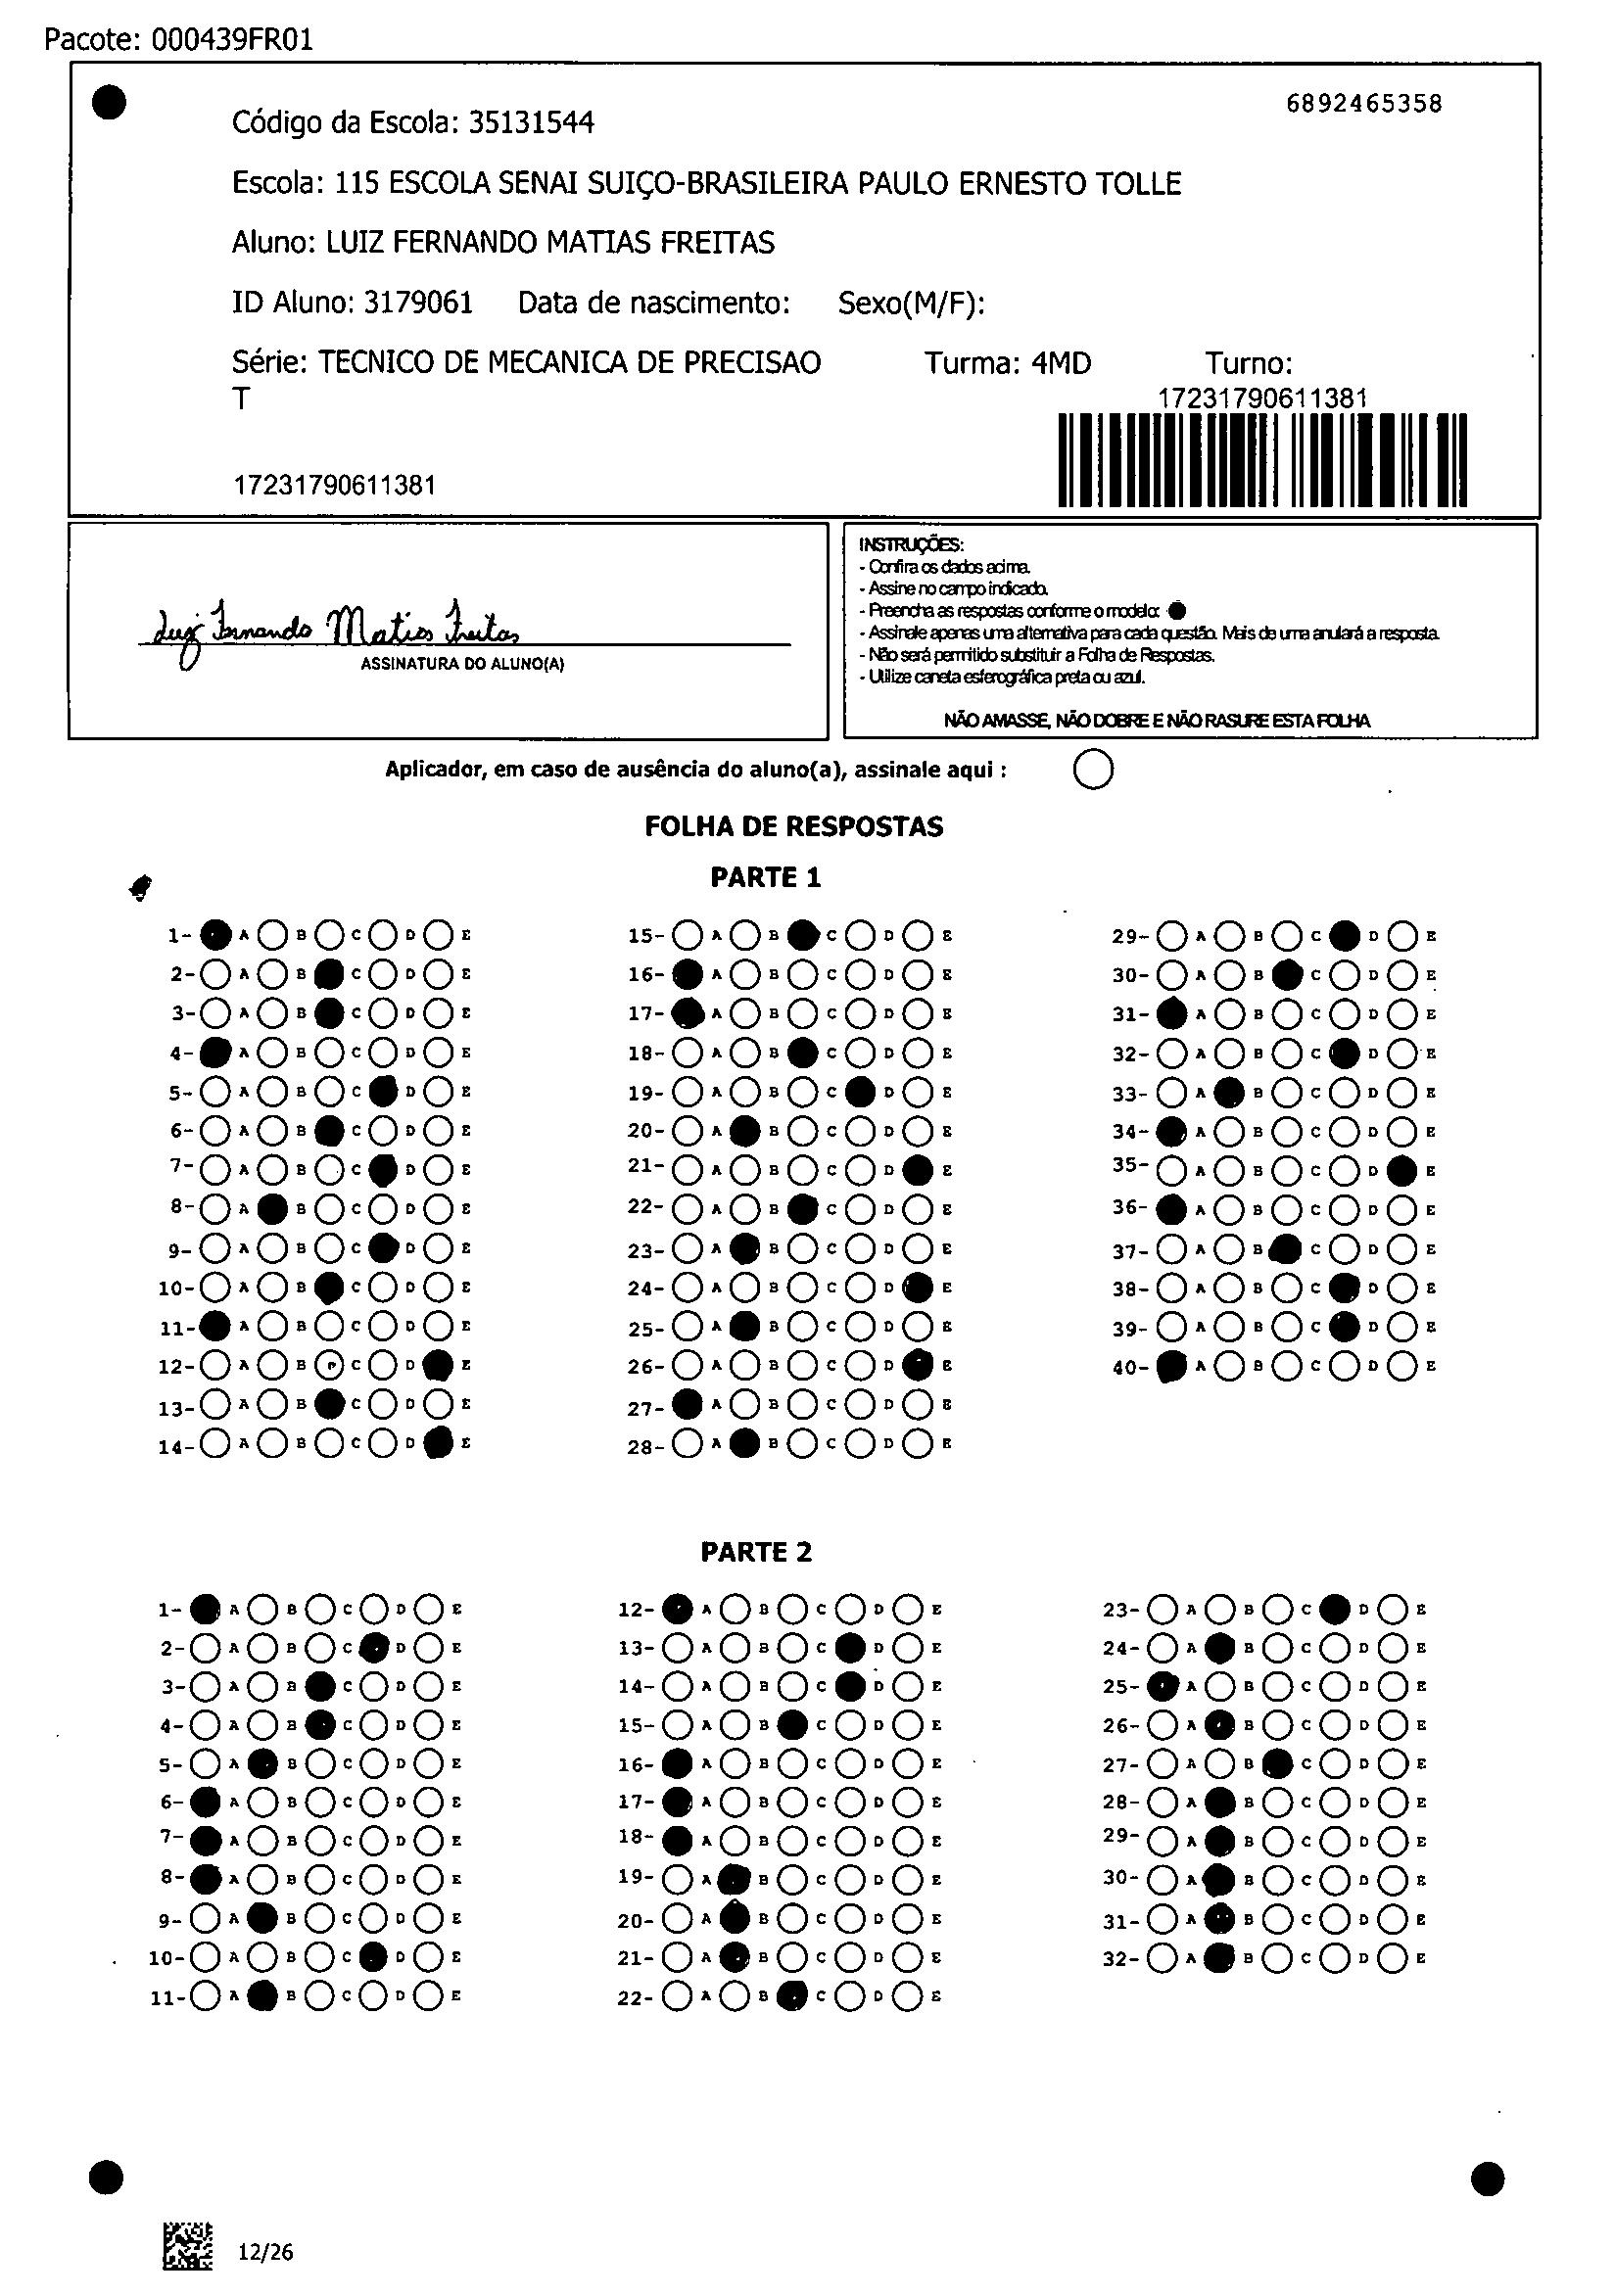 Pacote: 000439FR01
6892465358
Código da Escola: 35131544
Escola: 115 ESCOLA SENAI SUIÇO-BRASILEIRA PAULO ERNESTO TOLLE
Aluno: LUIZ FERNANDO MATIAS FREITAS
ID Aluno: 3179061 Data de nascimento: Sexo(M/F):
Série: TECNICO DE MECANICA DE PRECISAO Turma: 4MD Turno:
T
17231790611381
17231790611381
Luiz Fernando Matias Freitas
ASSINATURA DO ALUNO(A)
INSTRUÇÕES:
- Confira os dados acima.
- Assine no campo indicado.
- Preencha as respostas conforme o modelo:
- Assinale apenas uma alternativa para cada questão. Mais de uma anulará a resposta.
- Não será permitido substituir a Folha de Respostas.
- Utilize caneta esferográfica preta ou azul.
NÃO AMASSE, NÃO DOBRE E NÃO RASURE ESTA FOLHA
Aplicador, em caso de ausência do aluno(a), assinale aqui :
FOLHA DE RESPOSTAS
PARTE 1
1- A B C D E 15- A B C D E 29- A B C D E
2- A B C D E 16- A B C D E 30- A B C D E
3- A B C D E 17- A B C D E 31- A B C D E
4- A B C D E 18- A B C D E 32- A B C D E
5- A B C D E 19- A B C D E 33- A B C D E
6- A B C D E 20- A B C D E 34- A B C D E
7- A B C D E 21- A B C D E 35- A B C D E
8- A B C D E 22- A B C D E 36- A B C D E
9- A B C D E 23- A B C D E 37- A B C D E
10- A B C D E 24- A B C D E 38- A B C D E
11- A B C D E 25- A B C D E 39- A B C D E
12- A B C D E 26- A B C D E 40- A B C D E
13- A B C D E 27- A B C D E
14- A B C D E 28- A B C D E
PARTE 2
1- A B C D E 12- A B C D E 23- A B C D E
2- A B C D E 13- A B C D E 24- A B C D E
3- A B C D E 14- A B C D E 25- A B C D E
4- A B C D E 15- A B C D E 26- A B C D E
5- A B C D E 16- A B C D E 27- A B C D E
6- A B C D E 17- A B C D E 28- A B C D E
7- A B C D E 18- A B C D E 29- A B C D E
8- A B C D E 19- A B C D E 30- A B C D E
9- A B C D E 20- A B C D E 31- A B C D E
10- A B C D E 21- A B C D E 32- A B C D E
11- A B C D E 22- A B C D E
12/26